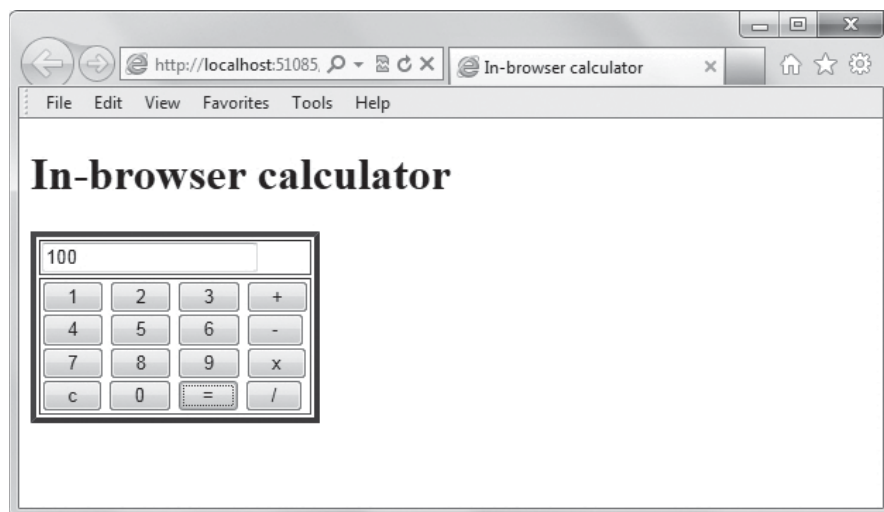 http://localhost:51085,
In-browser calculator
File Edit View Favorites Tools Help
In-browser calculator
100
1 2 3 +
4 5 6 -
7 8 9 x
c 0 = /